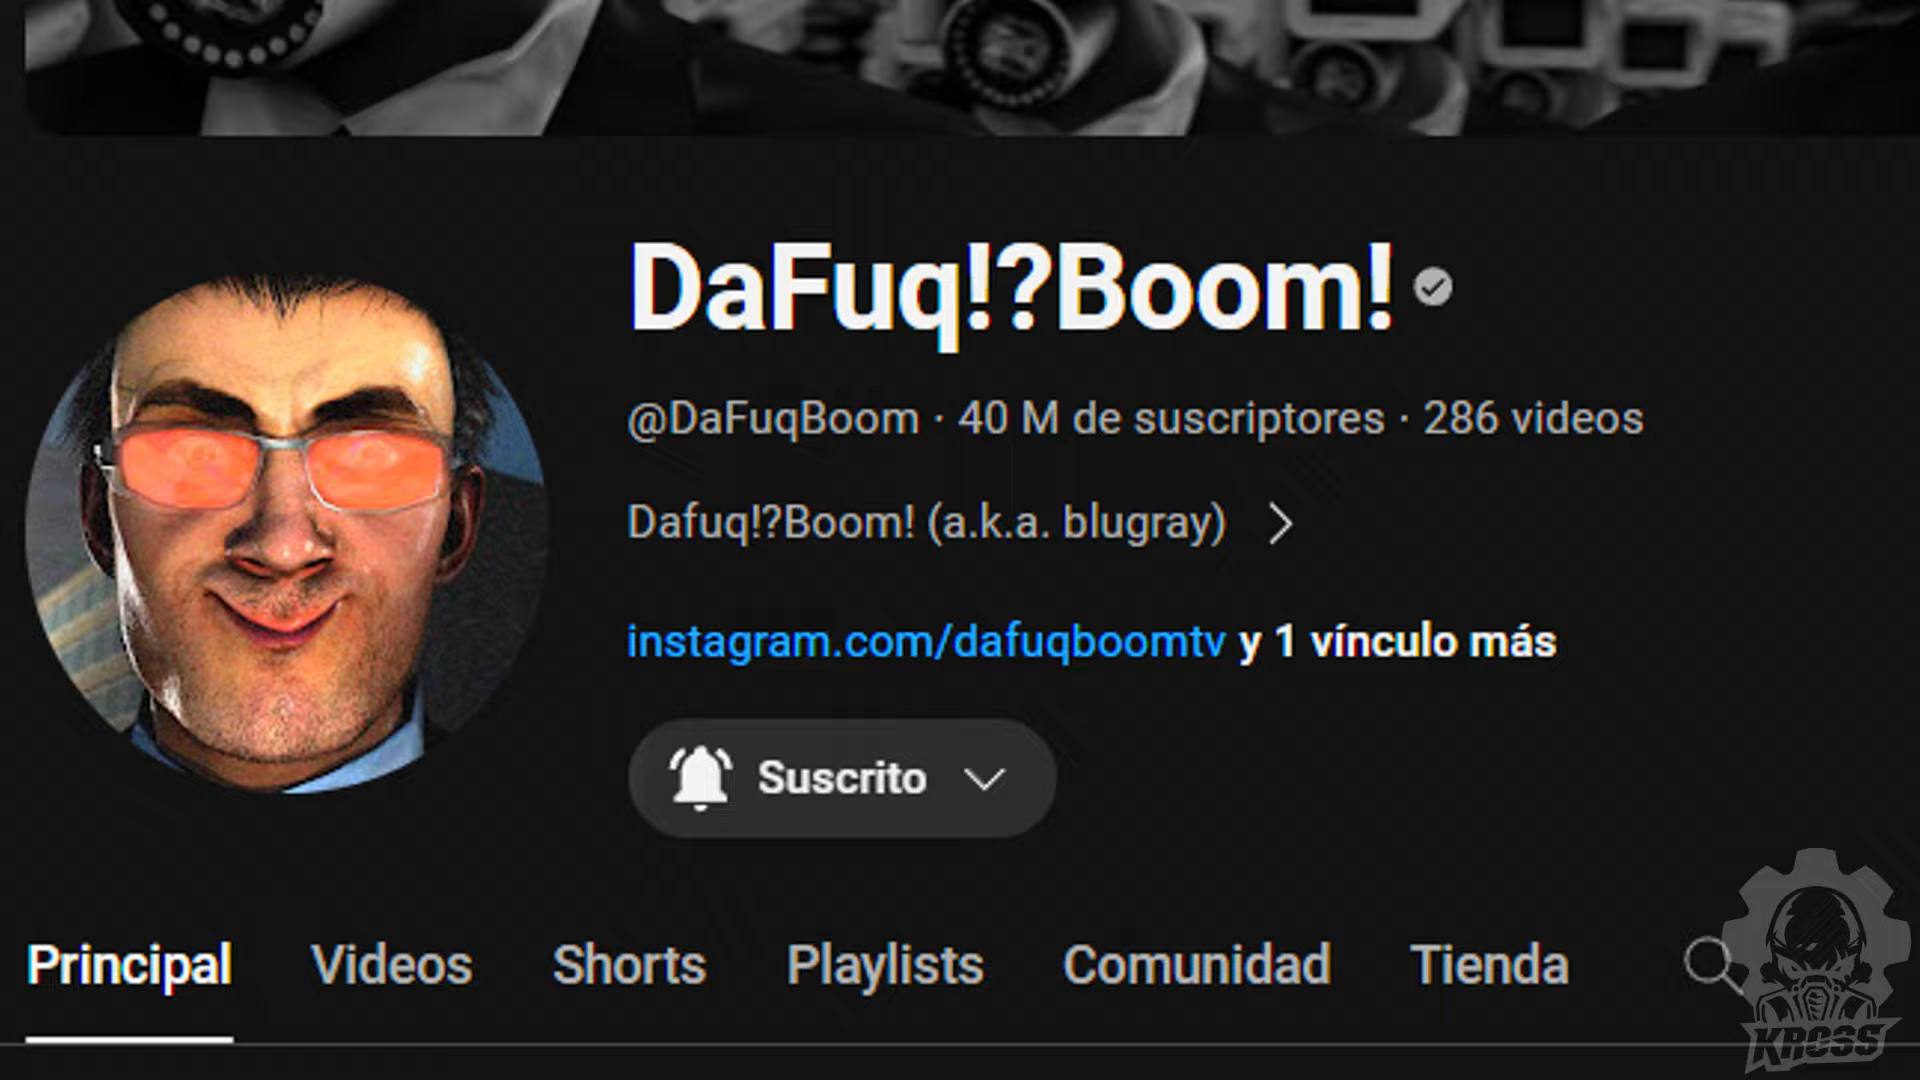 DaFuq!?Boom!
@DaFuqBoom · 40 M de suscriptores · 286 videos
Dafuq!?Boom! (a.k.a. blugray)
instagram.com/dafuqboomtv y 1 vínculo más
Suscrito
Principal Videos Shorts Playlists Comunidad Tienda
KROSS